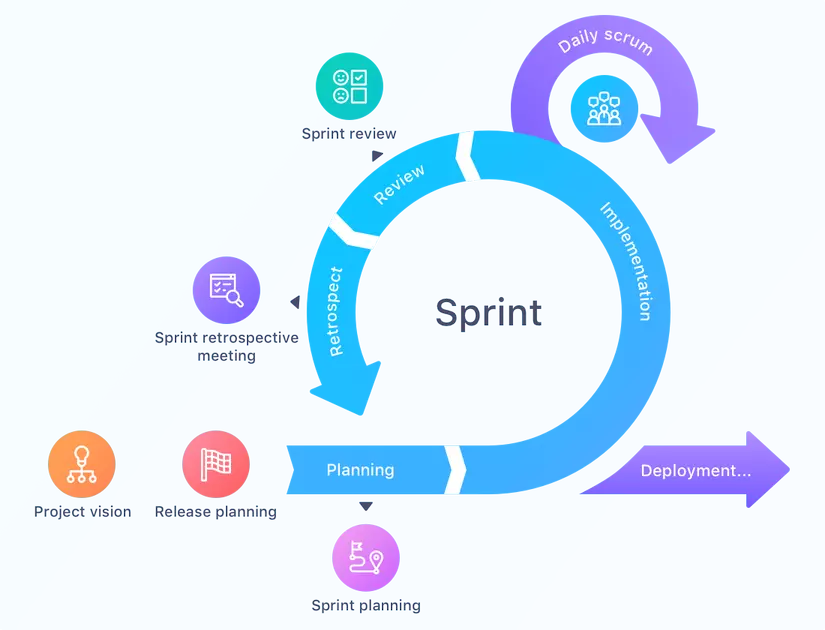 Daily scrum
Sprint review
Review
Implementation
Retrospect
Sprint
Sprint retrospective
meeting
Planning
Deployment...
Project vision
Release planning
Sprint planning